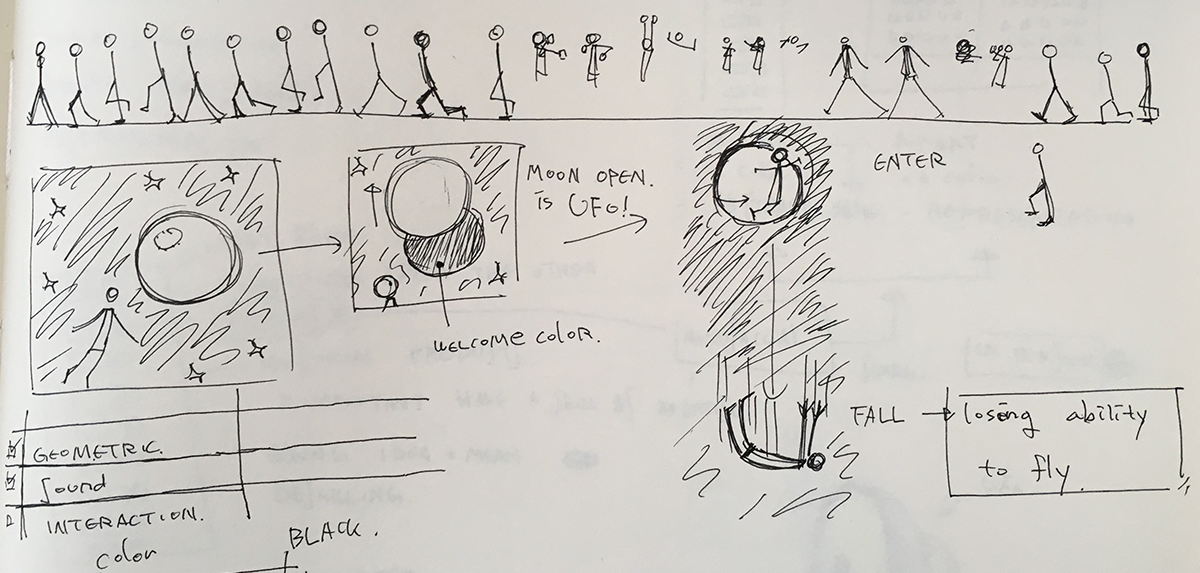 MOON OPEN.
is UFO!
ENTER
WELCOME COLOR.
FALL
losing ability
to fly.
GEOMETRIC.
Sound
INTERACTION.
Color
BLACK.